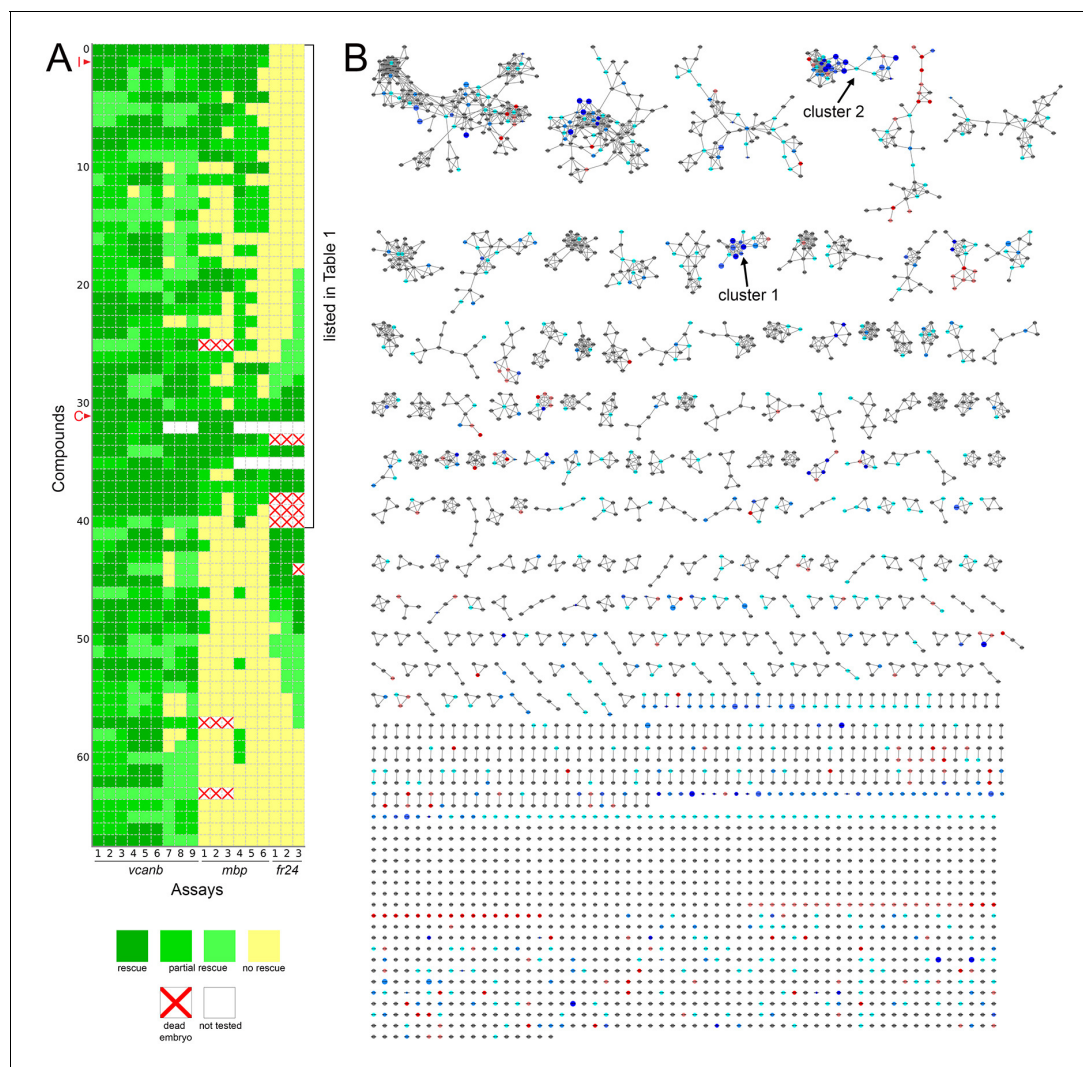 A
B
0
I
10
20
30
C
40
50
60
Compounds
listed in Table 1
1 2 3 4 5 6 7 8 9 1 2 3 4 5 6 1 2 3
vcanb mbp fr24
Assays
rescue partial rescue no rescue
dead embryo
not tested
cluster 2
cluster 1